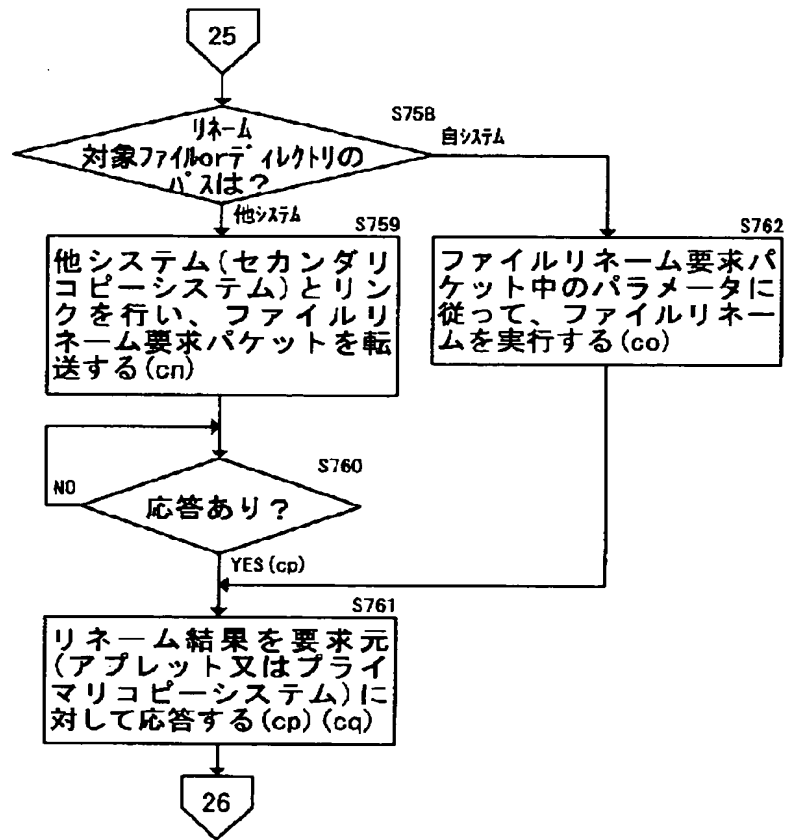 25
S758
リネーム
対象ファイルorディレクトリの
パスは?
自システム
他システム
S759
他システム(セカンダリ
コピーシステム)とリン
クを行い、ファイルリ
ネーム要求パケットを転
送する(cn)
S762
ファイルリネーム要求パ
ケット中のパラメータに
従って、ファイルリネー
ムを実行する(co)
S760
NO
応答あり?
YES(cp)
S761
リネーム結果を要求元
(アプレット又はプライ
マリコピーシステム)に
対して応答する(cp)(cq)
26